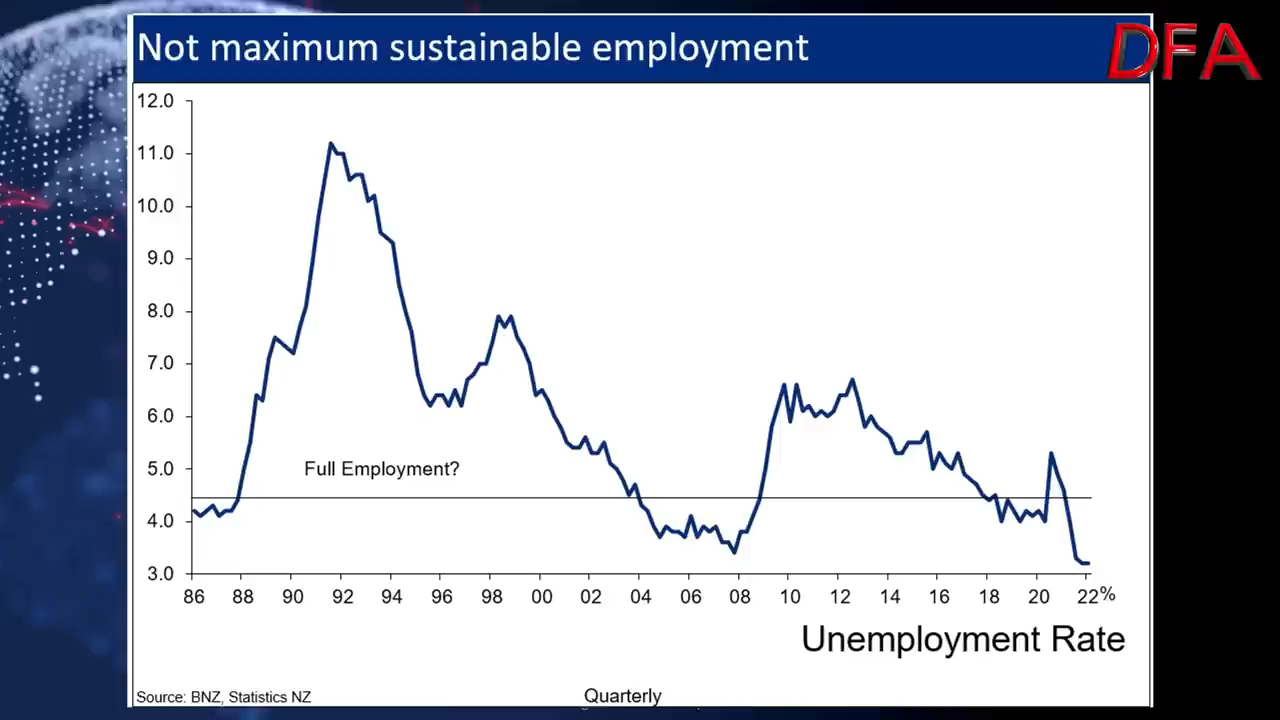 Not maximum sustainable employment
DFA
12.0
11.0
10.0
9.0
8.0
7.0
6.0
5.0
4.0
3.0
Full Employment?
86 88 90 92 94 96 98 00 02 04 06 08 10 12 14 16 18 20 22%
Unemployment Rate
Source: BNZ, Statistics NZ
Quarterly